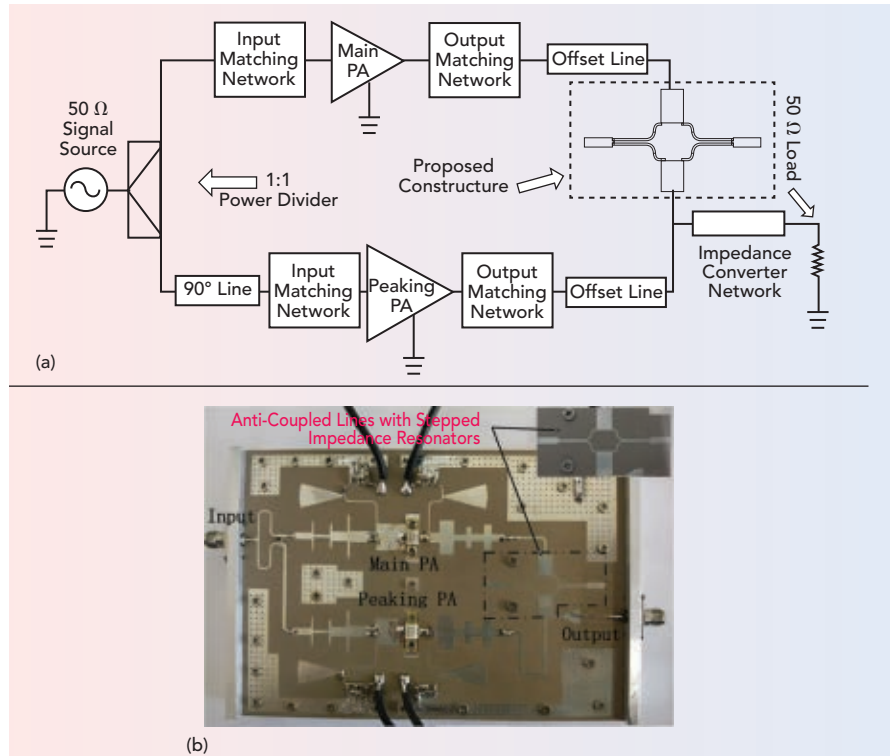 Input
Matching
Network
Main
PA
Output
Matching
Network
Offset Line
50 Ω
Signal
Source
1:1
Power Divider
Proposed
Constructure
50 Ω Load
90° Line
Input
Matching
Network
Peaking
PA
Output
Matching
Network
Offset Line
Impedance
Converter
Network
(a)
Anti-Coupled Lines with Stepped
Impedance Resonators
Input
Main PA
Peaking PA
Output
(b)